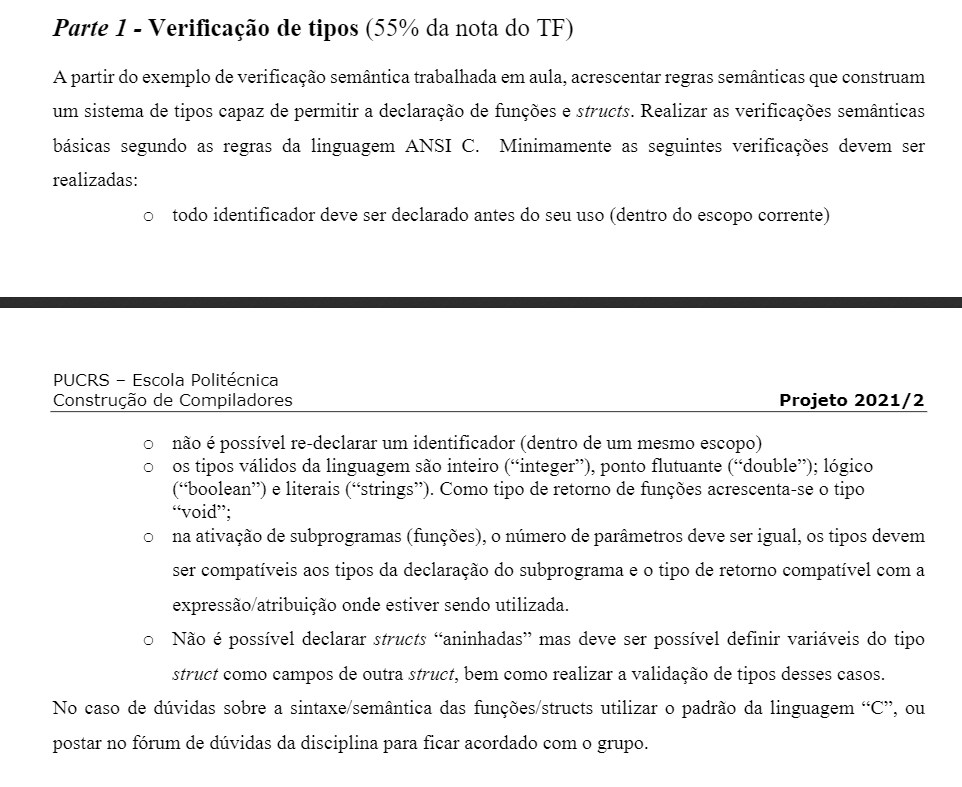 Parte 1 - Verificação de tipos (55% da nota do TF)
A partir do exemplo de verificação semântica trabalhada em aula, acrescentar regras semânticas que construam
um sistema de tipos capaz de permitir a declaração de funções e structs. Realizar as verificações semânticas
básicas segundo as regras da linguagem ANSI C. Minimamente as seguintes verificações devem ser
realizadas:
o todo identificador deve ser declarado antes do seu uso (dentro do escopo corrente)
PUCRS – Escola Politécnica
Construção de Compiladores Projeto 2021/2
o não é possível re-declarar um identificador (dentro de um mesmo escopo)
o os tipos válidos da linguagem são inteiro (“integer”), ponto flutuante (“double”); lógico
(“boolean”) e literais (“strings”). Como tipo de retorno de funções acrescenta-se o tipo
“void”;
o na ativação de subprogramas (funções), o número de parâmetros deve ser igual, os tipos devem
ser compatíveis aos tipos da declaração do subprograma e o tipo de retorno compatível com a
expressão/atribuição onde estiver sendo utilizada.
o Não é possível declarar structs “aninhadas” mas deve ser possível definir variáveis do tipo
struct como campos de outra struct, bem como realizar a validação de tipos desses casos.
No caso de dúvidas sobre a sintaxe/semântica das funções/structs utilizar o padrão da linguagem “C”, ou
postar no fórum de dúvidas da disciplina para ficar acordado com o grupo.